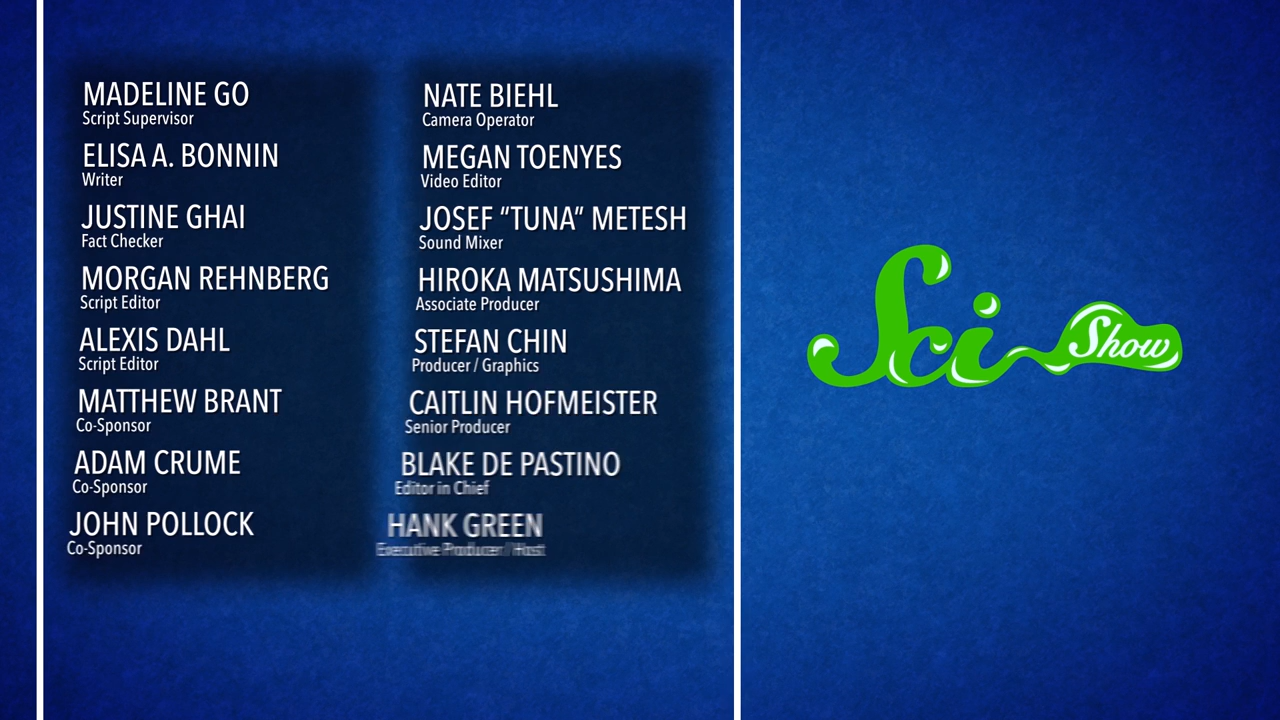 MADELINE GO
Script Supervisor
ELISA A. BONNIN
Writer
JUSTINE GHAI
Fact Checker
MORGAN REHNBERG
Script Editor
ALEXIS DAHL
Script Editor
MATTHEW BRANT
Co-Sponsor
ADAM CRUME
Co-Sponsor
JOHN POLLOCK
Co-Sponsor
NATE BIEHL
Camera Operator
MEGAN TOENYES
Video Editor
JOSEF “TUNA” METESH
Sound Mixer
HIROKA MATSUSHIMA
Associate Producer
STEFAN CHIN
Producer / Graphics
CAITLIN HOFMEISTER
Senior Producer
BLAKE DE PASTINO
Editor in Chief
HANK GREEN
Executive Producer / Host
Sci Show